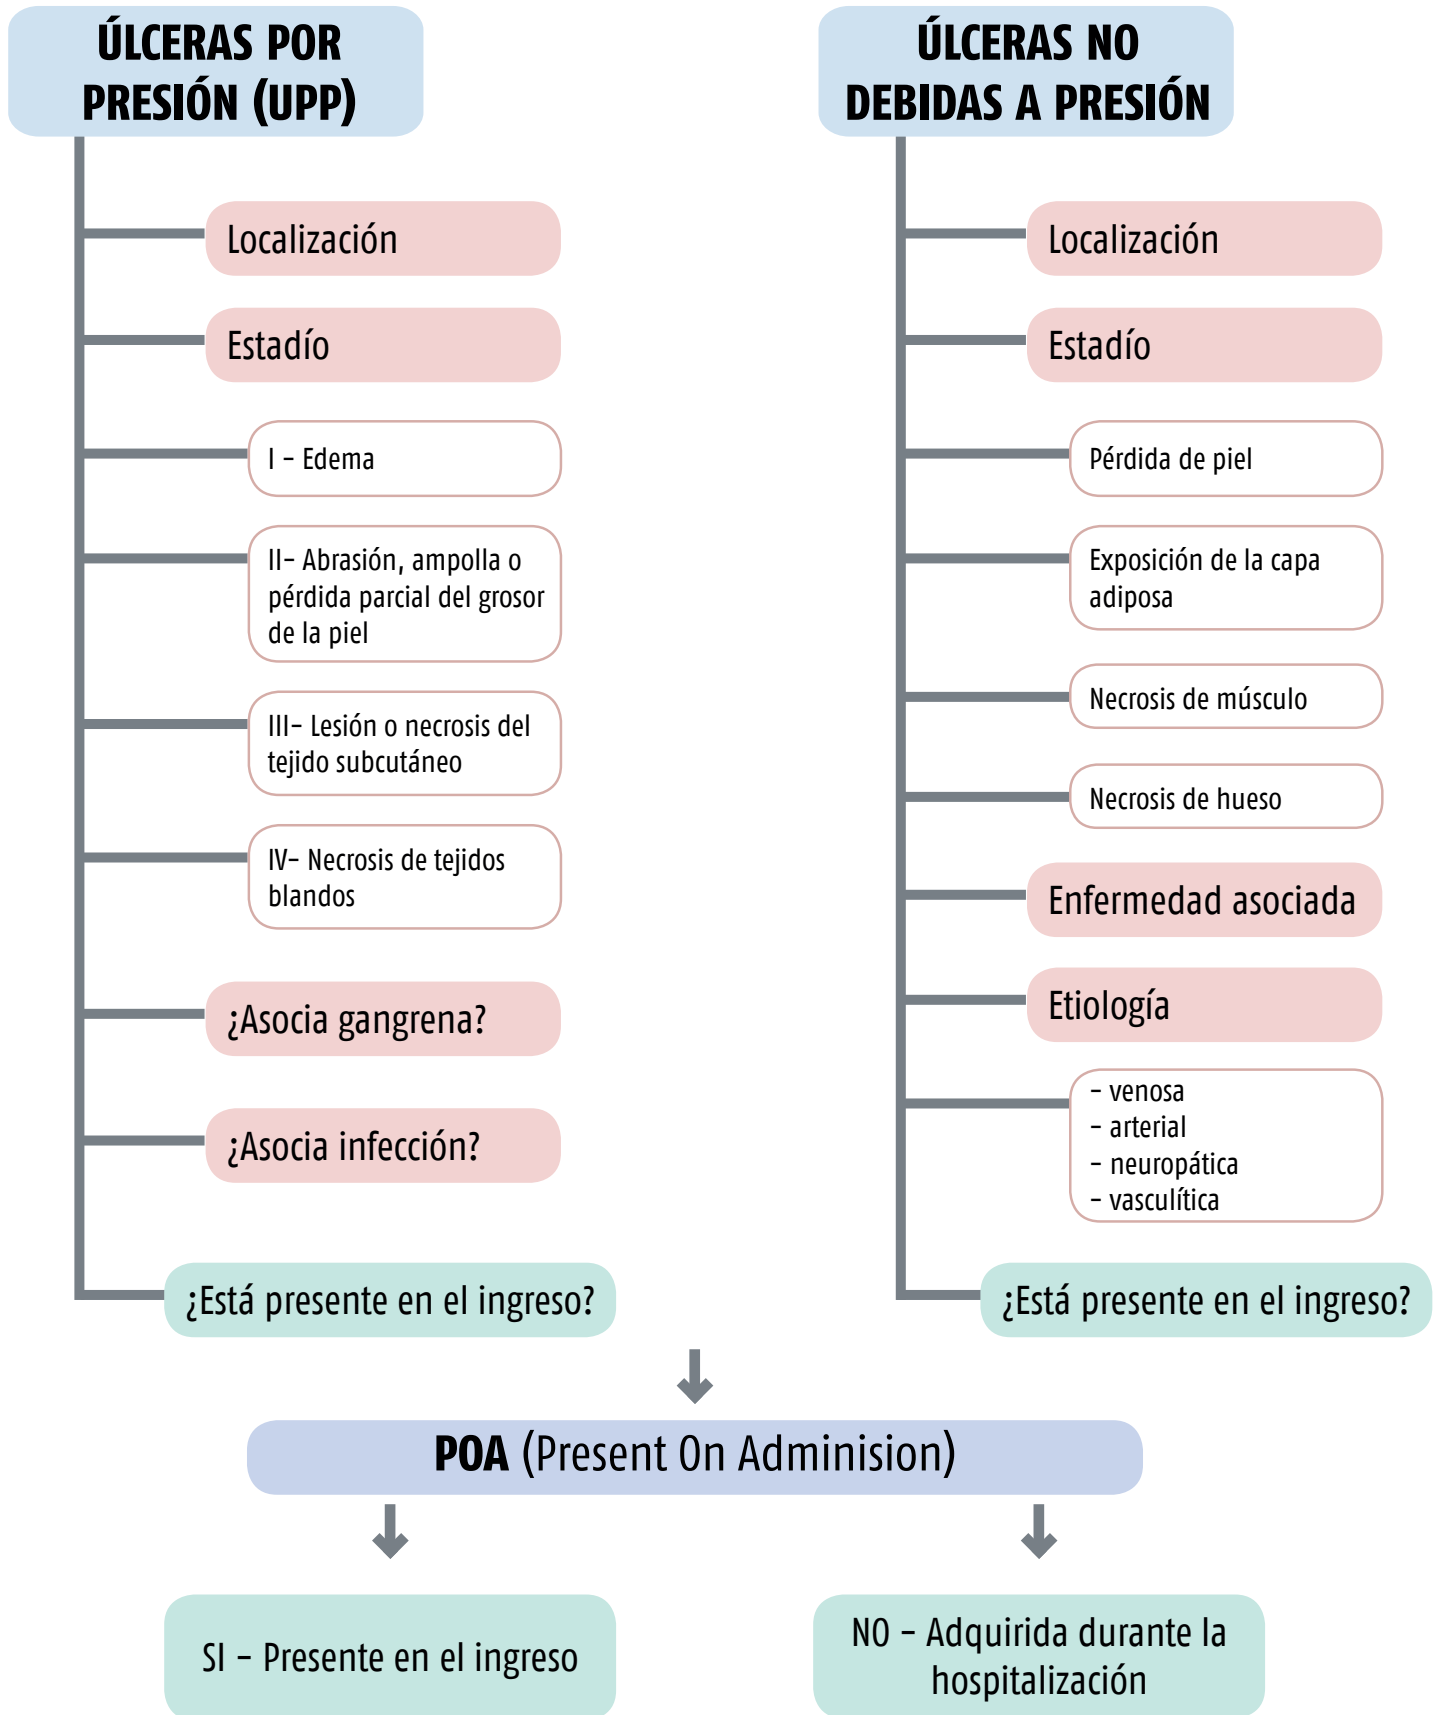 ÚLCERAS POR
PRESIÓN (UPP)
Localización
Estadío
I – Edema
II– Abrasión, ampolla o
pérdida parcial del grosor
de la piel
III– Lesión o necrosis del
tejido subcutáneo
IV– Necrosis de tejidos
blandos
¿Asocia gangrena?
¿Asocia infección?
¿Está presente en el ingreso?
ÚLCERAS NO
DEBIDAS A PRESIÓN
Localización
Estadío
Pérdida de piel
Exposición de la capa
adiposa
Necrosis de músculo
Necrosis de hueso
Enfermedad asociada
Etiología
– venosa
– arterial
– neuropática
– vasculítica
¿Está presente en el ingreso?
POA (Present On Adminision)
SI – Presente en el ingreso
NO – Adquirida durante la
hospitalización